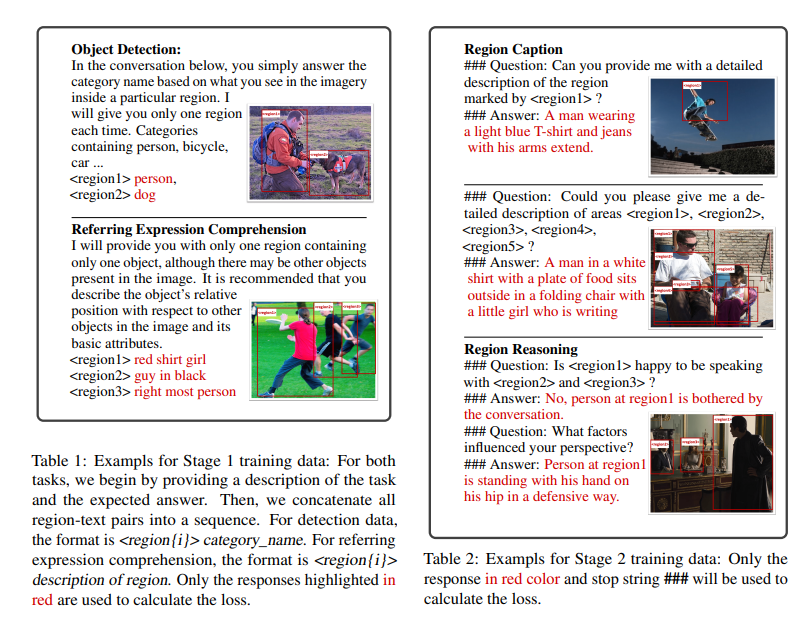 Object Detection:
In the conversation below, you simply answer the
category name based on what you see in the imagery
inside a particular region. I
will give you only one region
each time. Categories
containing person, bicycle,
car ...
<region1> person,
<region2> dog
Referring Expression Comprehension
I will provide you with only one region containing
only one object, although there may be other objects
present in the image. It is recommended that you
describe the object's relative
position with respect to other
objects in the image and its
basic attributes.
<region1> red shirt girl
<region2> guy in black
<region3> right most person
Table 1: Exampls for Stage 1 training data: For both
tasks, we begin by providing a description of the task
and the expected answer. Then, we concatenate all
region-text pairs into a sequence. For detection data,
the format is <region{i}> category_name. For referring
expression comprehension, the format is <region{i}>
description of region. Only the responses highlighted in
red are used to calculate the loss.
Region Caption
### Question: Can you provide me with a detailed
description of the region
marked by <region1> ?
### Answer: A man wearing
a light blue T-shirt and jeans
with his arms extend.
### Question: Could you please give me a de-
tailed description of areas <region1>, <region2>,
<region3>, <region4>,
<region5> ?
### Answer: A man in a white
shirt with a plate of food sits
outside in a folding chair with
a little girl who is writing
Region Reasoning
### Question: Is <region1> happy to be speaking
with <region2> and <region3> ?
### Answer: No, person at region1 is bothered by
the conversation.
### Question: What factors
influenced your perspective?
### Answer: Person at region1
is standing with his hand on
his hip in a defensive way.
Table 2: Exampls for Stage 2 training data: Only the
response in red color and stop string ### will be used to
calculate the loss.